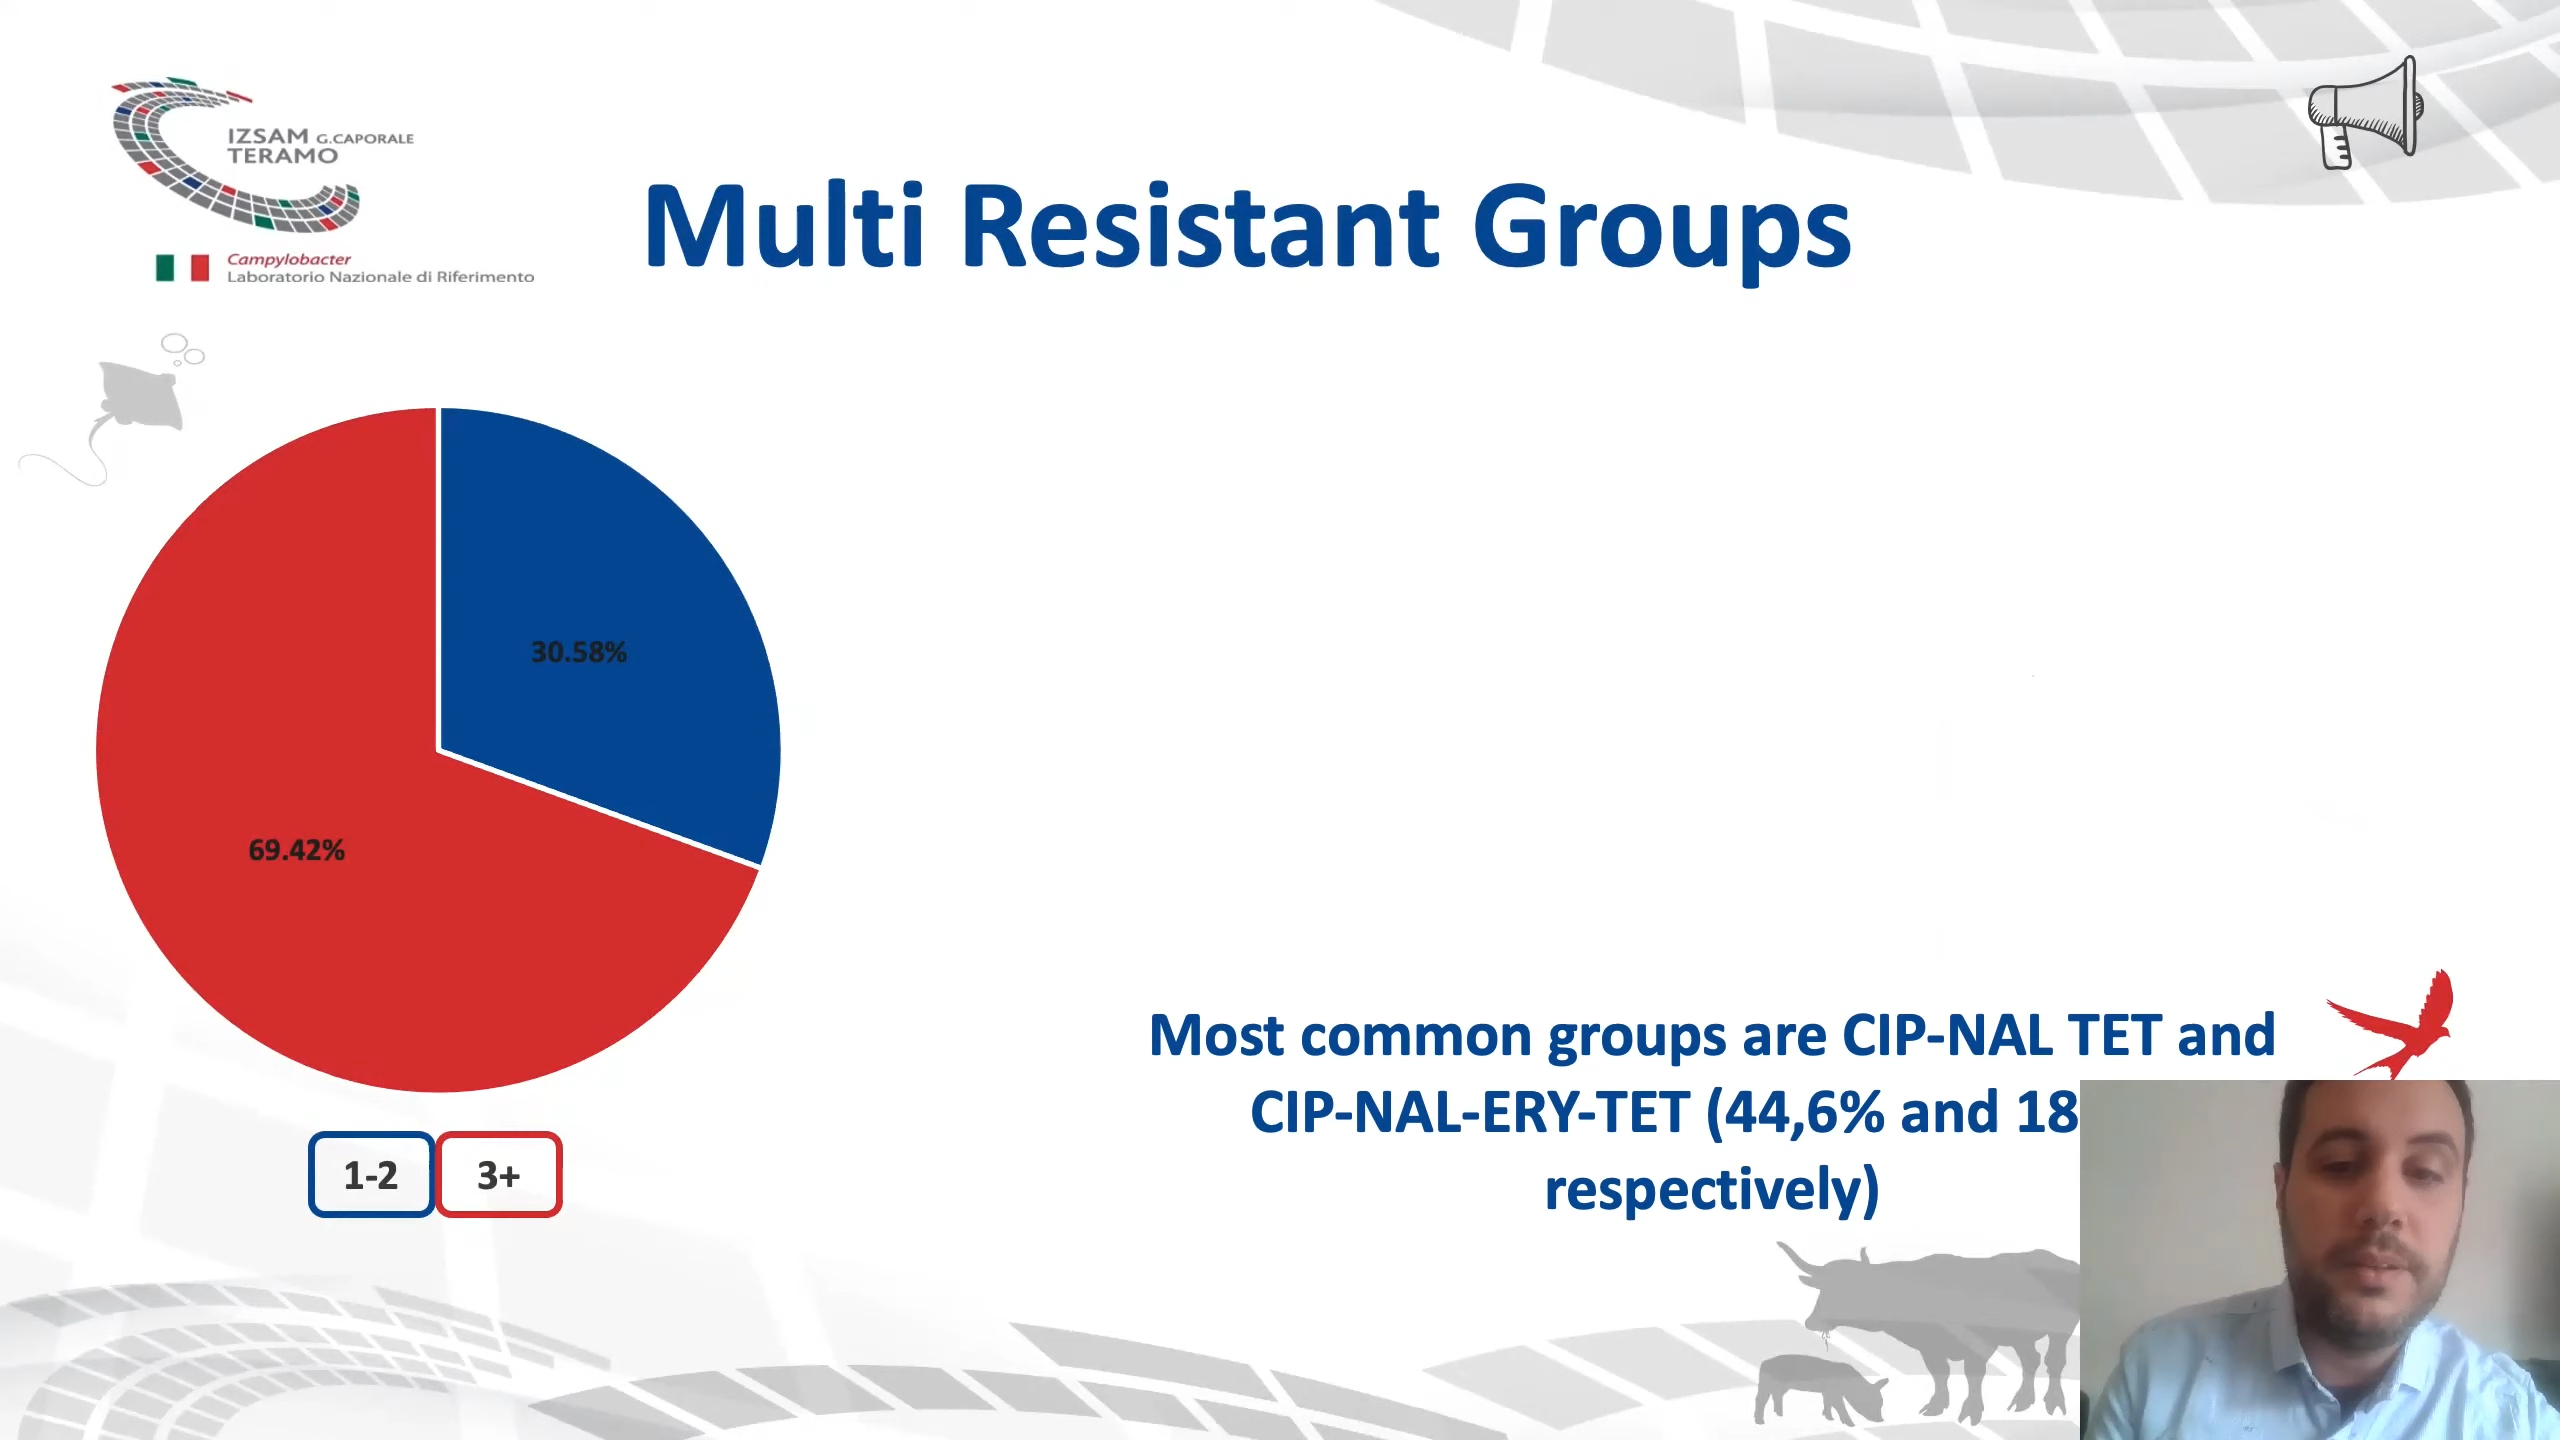 IZSAM G.CAPORALE
TERAMO
Campylobacter
Laboratorio Nazionale di Riferimento
Multi Resistant Groups
30.58%
69.42%
1-2
3+
Most common groups are CIP-NAL TET and
CIP-NAL-ERY-TET (44,6% and 18
respectively)